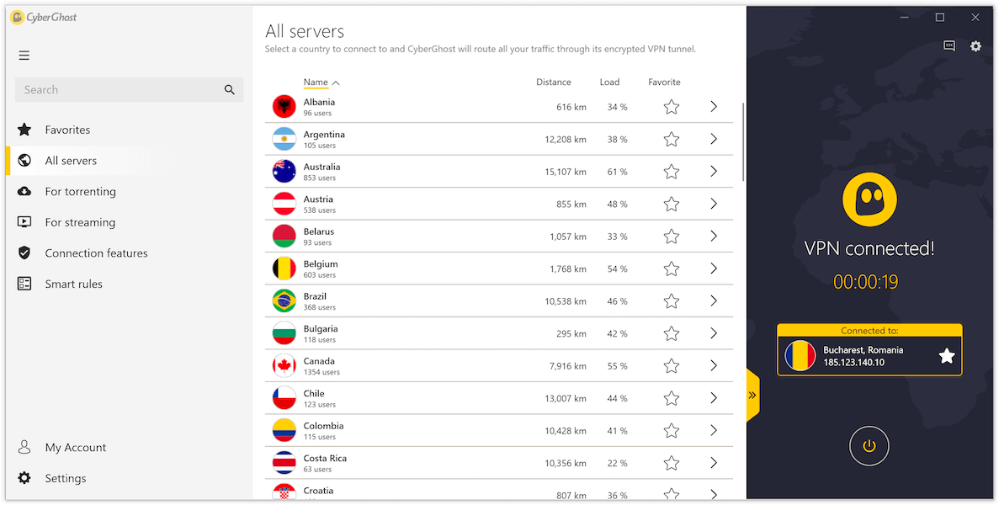 CyberGhost
Search
Favorites
All servers
For torrenting
For streaming
Connection features
Smart rules
My Account
Settings
All servers
Select a country to connect to and CyberGhost will route all your traffic through its encrypted VPN tunnel.
Name Distance Load Favorite
Albania
96 users
616 km 34 %
Argentina
105 users
12,208 km 38 %
Australia
853 users
15,107 km 61 %
Austria
538 users
855 km 48 %
Belarus
93 users
1,057 km 33 %
Belgium
603 users
1,768 km 54 %
Brazil
368 users
10,538 km 46 %
Bulgaria
118 users
295 km 42 %
Canada
1354 users
7,916 km 55 %
Chile
123 users
13,007 km 44 %
Colombia
115 users
10,428 km 41 %
Costa Rica
63 users
10,356 km 22 %
Croatia
807 km 36 %
VPN connected!
00:00:19
Connected to:
Bucharest, Romania
185.123.140.10